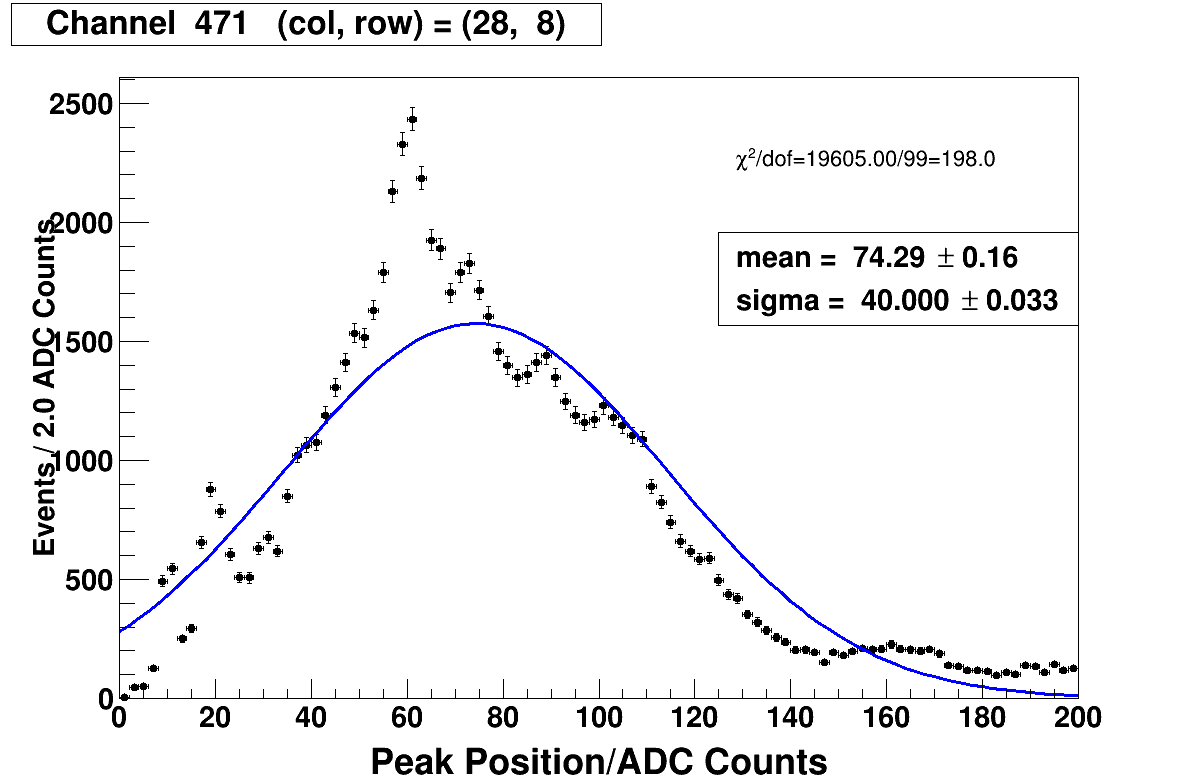 Channel 471 (col, row) = (28, 8)
2500
2000
1500
1000
500
0
Events / 2.0 ADC Counts
χ²/dof=19605.00/99=198.0
mean = 74.29 ± 0.16
sigma = 40.000 ± 0.033
0 20 40 60 80 100 120 140 160 180 200
Peak Position/ADC Counts